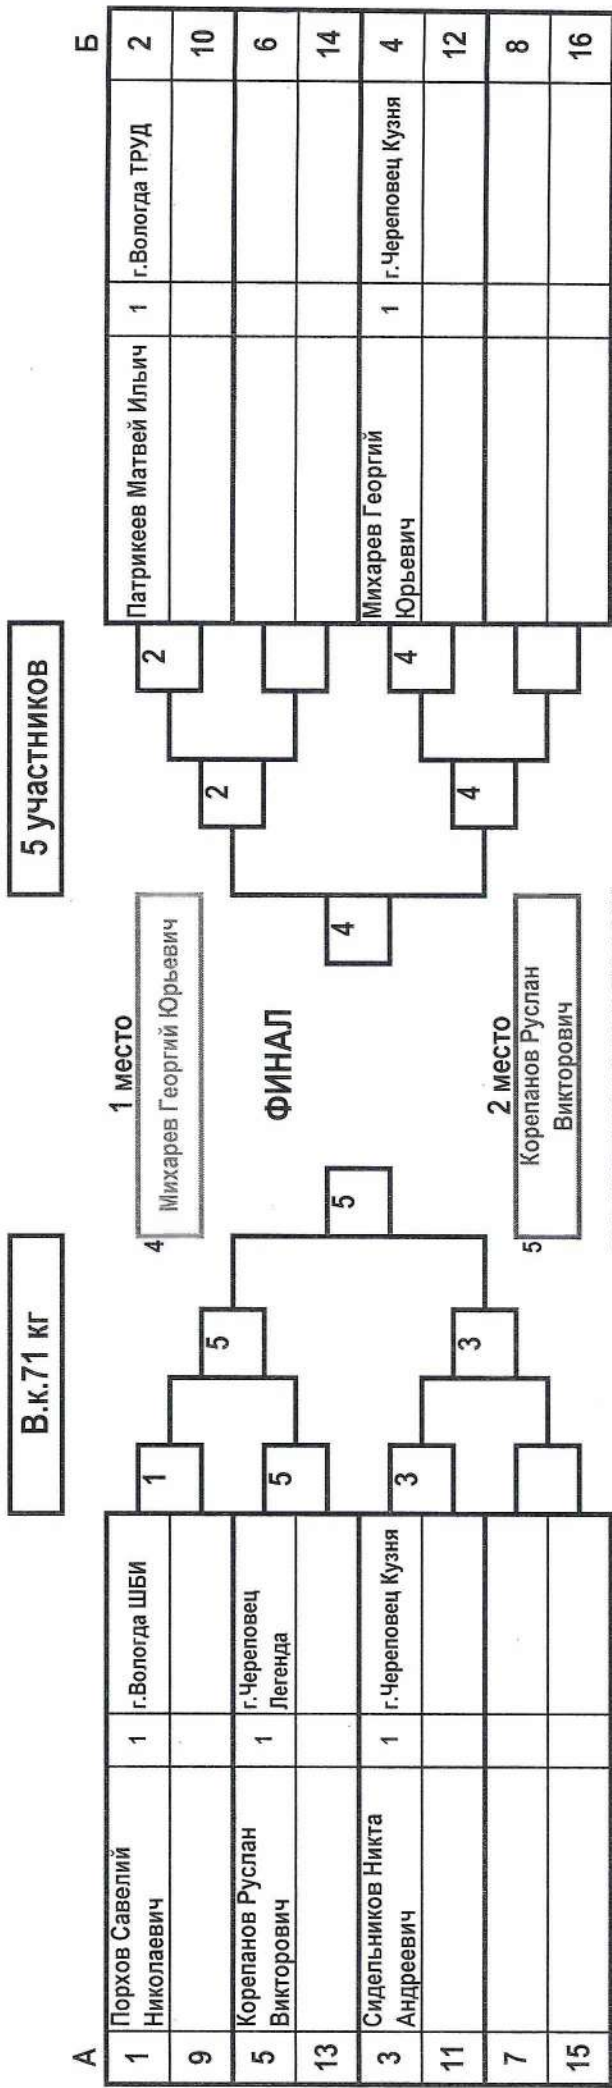 В.к.71 кг
5 участников
А
1
Порхов Савелий
Николаевич
1
г.Вологда ШБИ
9
5
Корепанов Руслан
Викторович
1
г.Череповец
Легенда
13
3
Сидельников Никта
Андреевич
1
г.Череповец Кузня
11
7
15
1
5
3
5
3
5
1 место
4
Михарев Георгий Юрьевич
ФИНАЛ
2 место
5
Корепанов Руслан
Викторович
4
2
4
2
4
Б
Патрикеев Матвей Ильич
1
г.Вологда ТРУД
2
10
6
14
Михарев Георгий
Юрьевич
1
г.Череповец Кузня
4
12
8
16